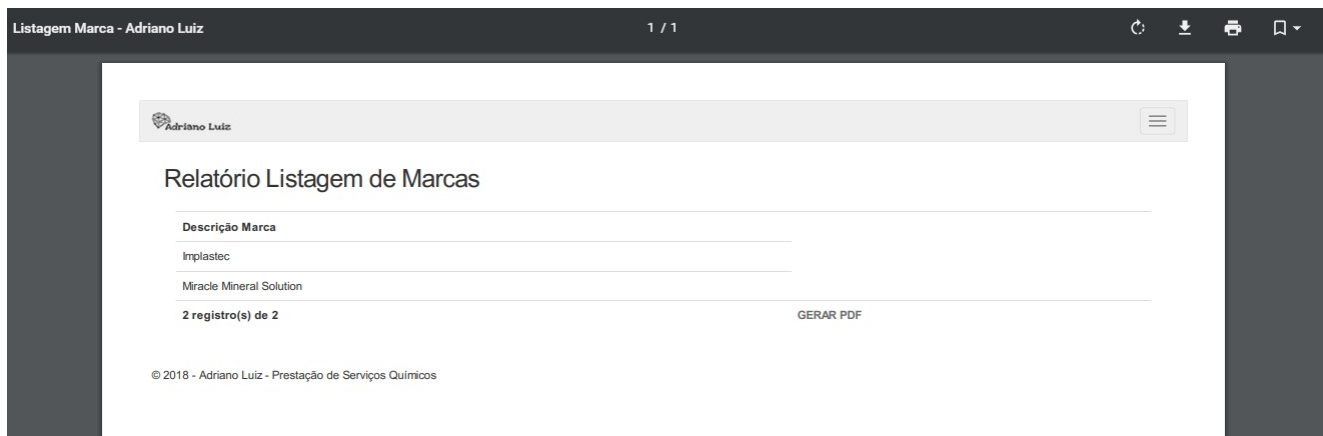 Listagem Marca - Adriano Luiz
1 / 1
Adriano Luiz
Relatório Listagem de Marcas
Descrição Marca
Implastec
Miracle Mineral Solution
2 registro(s) de 2
GERAR PDF
© 2018 - Adriano Luiz - Prestação de Serviços Químicos